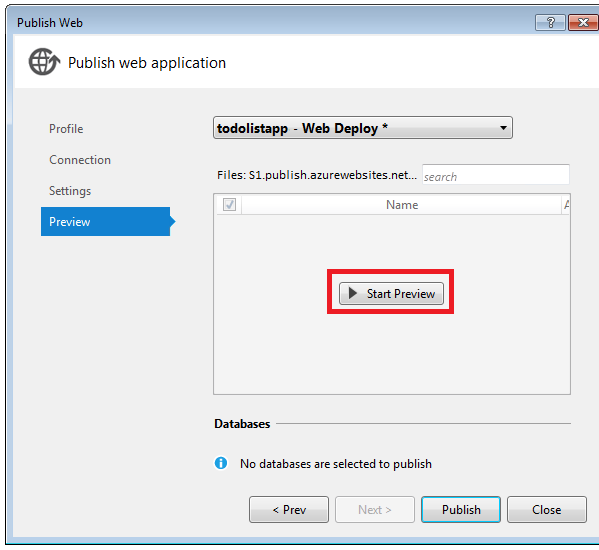 Publish Web
?
Publish web application
Profile
todolistapp - Web Deploy *
Connection
Files: S1.publish.azurewebsites.net... search
Settings
Name A
Preview
Start Preview
Databases
No databases are selected to publish
< Prev Next > Publish Close